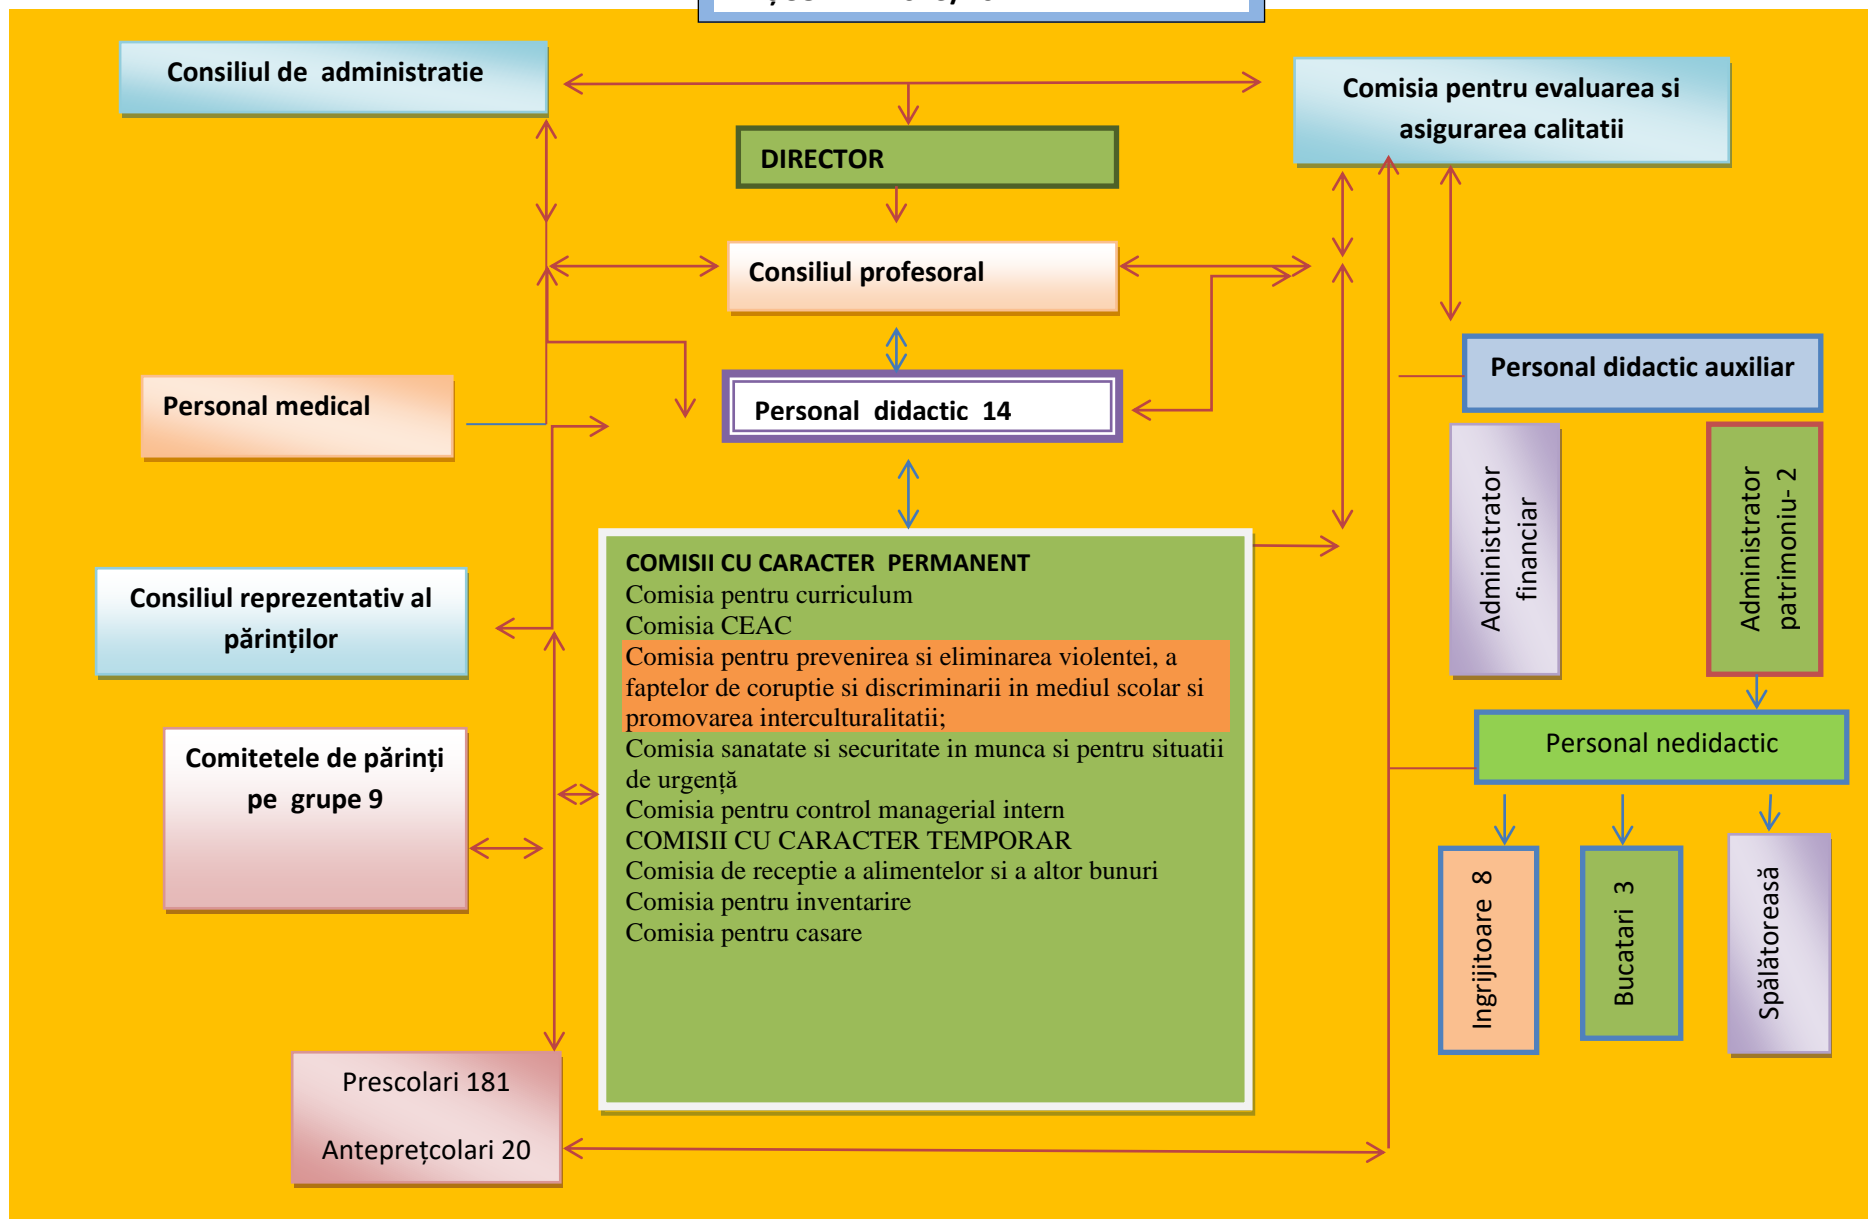 Consiliul de administratie
Comisia pentru evaluarea si
asigurarea calitatii
DIRECTOR
Consiliul profesoral
Personal didactic auxiliar
Personal medical
Personal didactic 14
Administrator
financiar
Administrator
patrimoniu- 2
COMISII CU CARACTER PERMANENT
Comisia pentru curriculum
Comisia CEAC
Comisia pentru prevenirea si eliminarea violentei, a
faptelor de coruptie si discriminarii in mediul scolar si
promovarea interculturalitatii;
Comisia sanatate si securitate in munca si pentru situatii
de urgență
Comisia pentru control managerial intern
COMISII CU CARACTER TEMPORAR
Comisia de receptie a alimentelor si a altor bunuri
Comisia pentru inventarire
Comisia pentru casare
Consiliul reprezentativ al
părinților
Comitetele de părinți
pe grupe 9
Personal nedidactic
Ingrijitoare 8
Bucatari 3
Spălătoreasă
Prescolari 181
Antreprețcolari 20